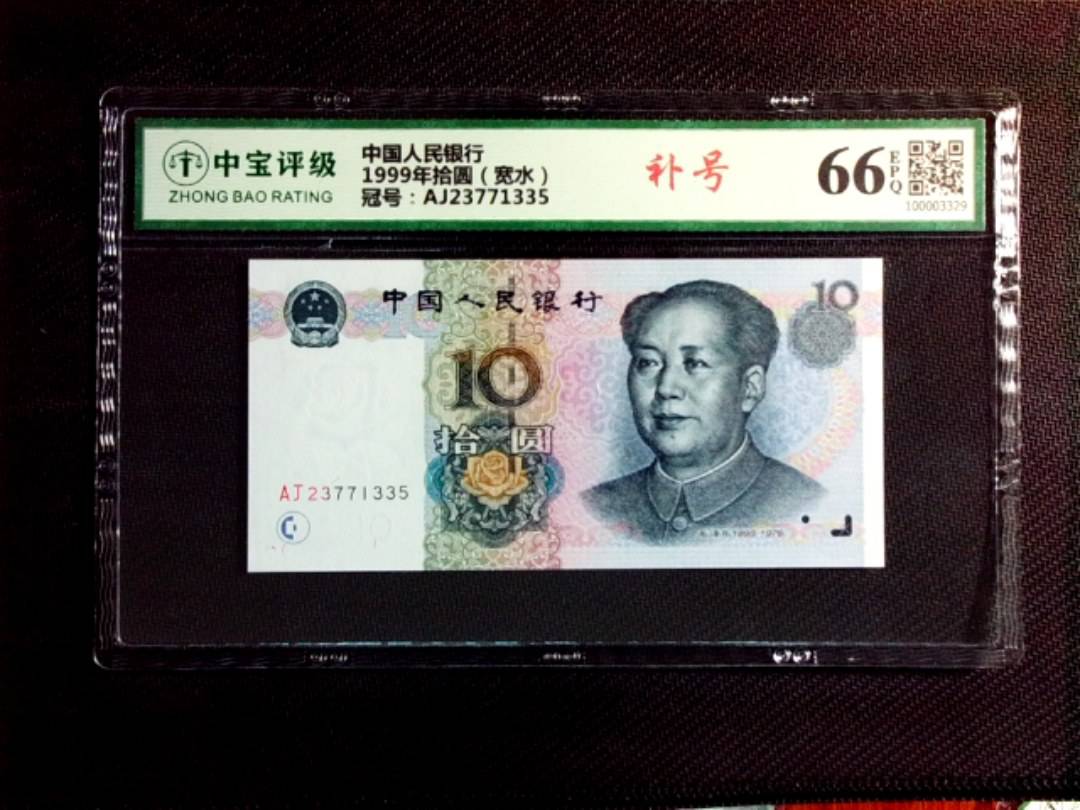 中宝评级
ZHONG BAO RATING
中国人民银行
1999年拾圆（宽水）
冠号：AJ23771335
补号
66
EPQ
100003329
中国人民银行
10
10
拾圆
AJ23771335